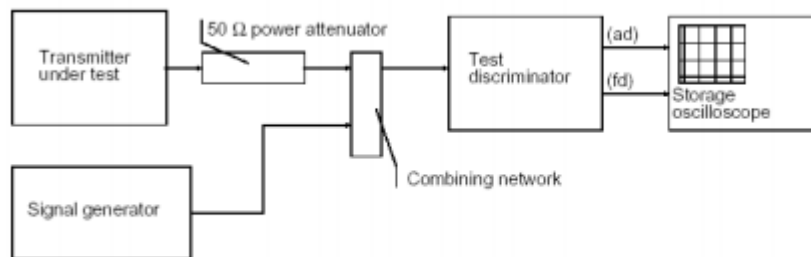 50 Ω power attenuator
Transmitter
under test
Test
discriminator
(ad)
(fd)
Storage
oscilloscope
Combining network
Signal generator